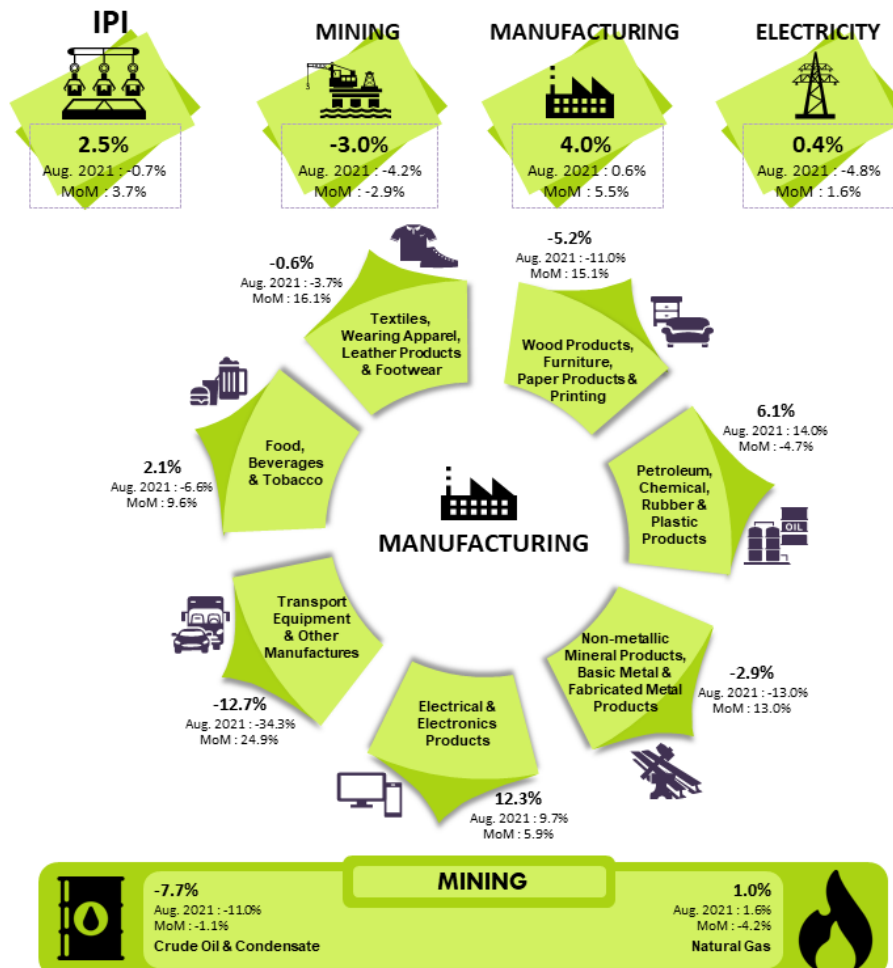 IPI
2.5%
Aug. 2021 : -0.7%
MoM : 3.7%
MINING
-3.0%
Aug. 2021 : -4.2%
MoM : -2.9%
MANUFACTURING
4.0%
Aug. 2021 : 0.6%
MoM : 5.5%
ELECTRICITY
0.4%
Aug. 2021 : -4.8%
MoM : 1.6%
-0.6%
Aug. 2021 : -3.7%
MoM : 16.1%
Textiles,
Wearing Apparel,
Leather Products
& Footwear
-5.2%
Aug. 2021 : -11.0%
MoM : 15.1%
Wood Products,
Furniture,
Paper Products &
Printing
6.1%
Aug. 2021 : 14.0%
MoM : -4.7%
Petroleum,
Chemical,
Rubber &
Plastic
Products
OIL
2.1%
Aug. 2021 : -6.6%
MoM : 9.6%
Food,
Beverages
& Tobacco
MANUFACTURING
Transport
Equipment
& Other
Manufactures
-12.7%
Aug. 2021 : -34.3%
MoM : 24.9%
Non-metallic
Mineral Products,
Basic Metal &
Fabricated Metal
Products
-2.9%
Aug. 2021 : -13.0%
MoM : 13.0%
Electrical &
Electronics
Products
12.3%
Aug. 2021 : 9.7%
MoM : 5.9%
MINING
-7.7%
Aug. 2021 : -11.0%
MoM : -1.1%
Crude Oil & Condensate
1.0%
Aug. 2021 : 1.6%
MoM : -4.2%
Natural Gas